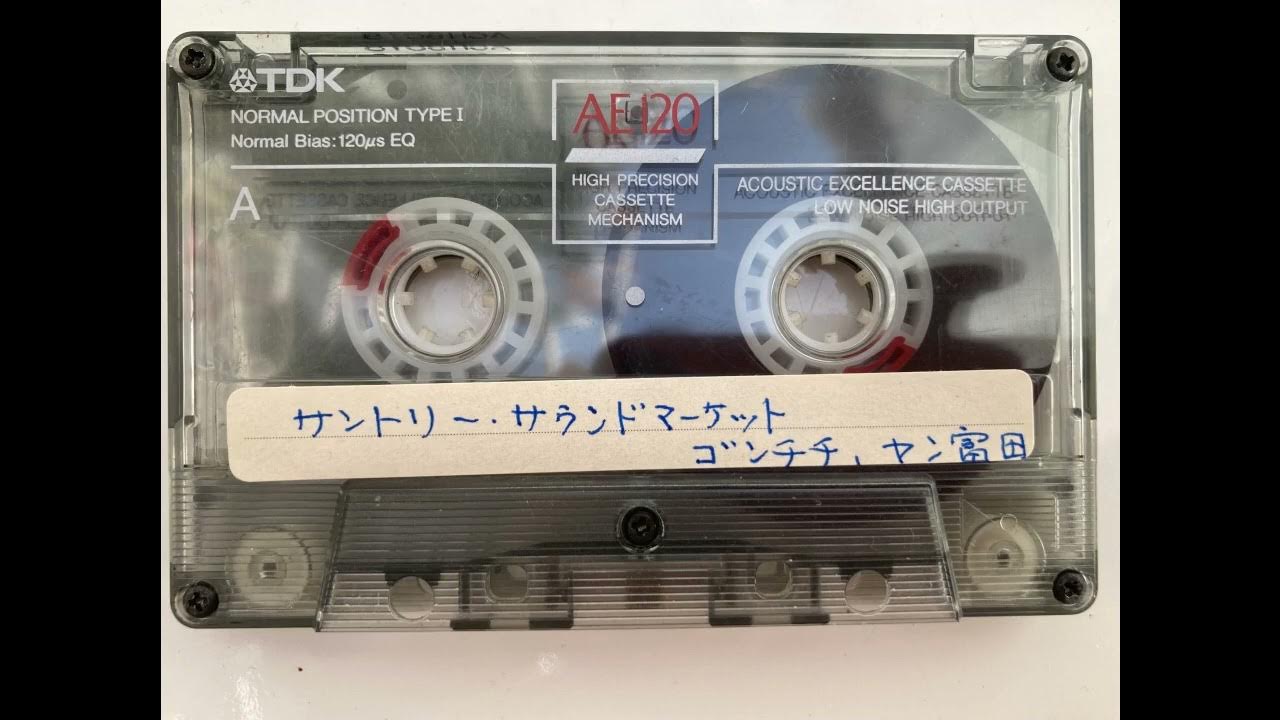 TDK
NORMAL POSITION TYPE I
Normal Bias:120µs EQ
AE120
HIGH PRECISION
CASSETTE
MECHANISM
ACOUSTIC EXCELLENCE CASSETTE
LOW NOISE HIGH OUTPUT
A
サントリー・サウンドマーケット
ゴンチチ、ヤン富田